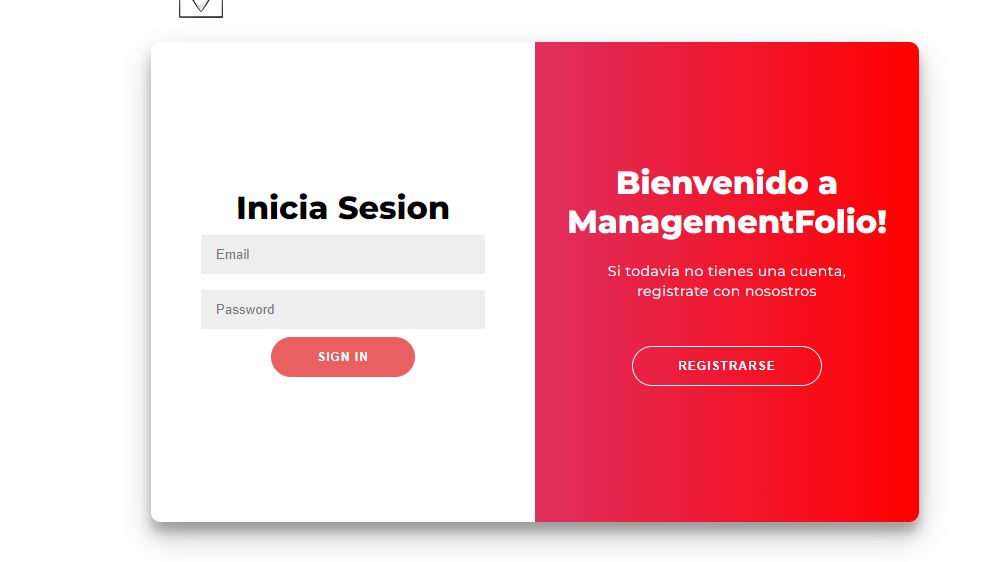 Inicia Sesion
Email
Password
SIGN IN
Bienvenido a
ManagementFolio!
Si todavia no tienes una cuenta,
registrate con nosostros
REGISTRARSE